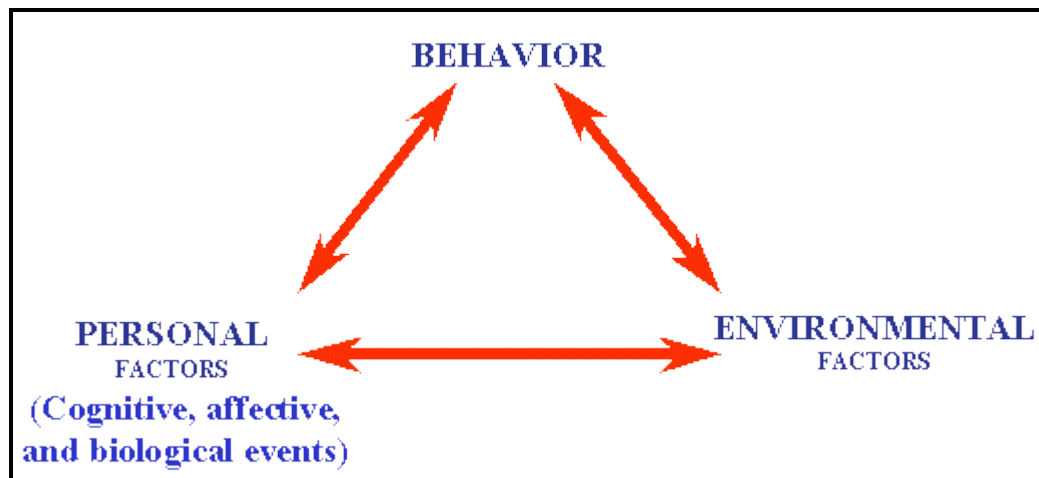 BEHAVIOR
PERSONAL
FACTORS
(Cognitive, affective,
and biological events)
ENVIRONMENTAL
FACTORS